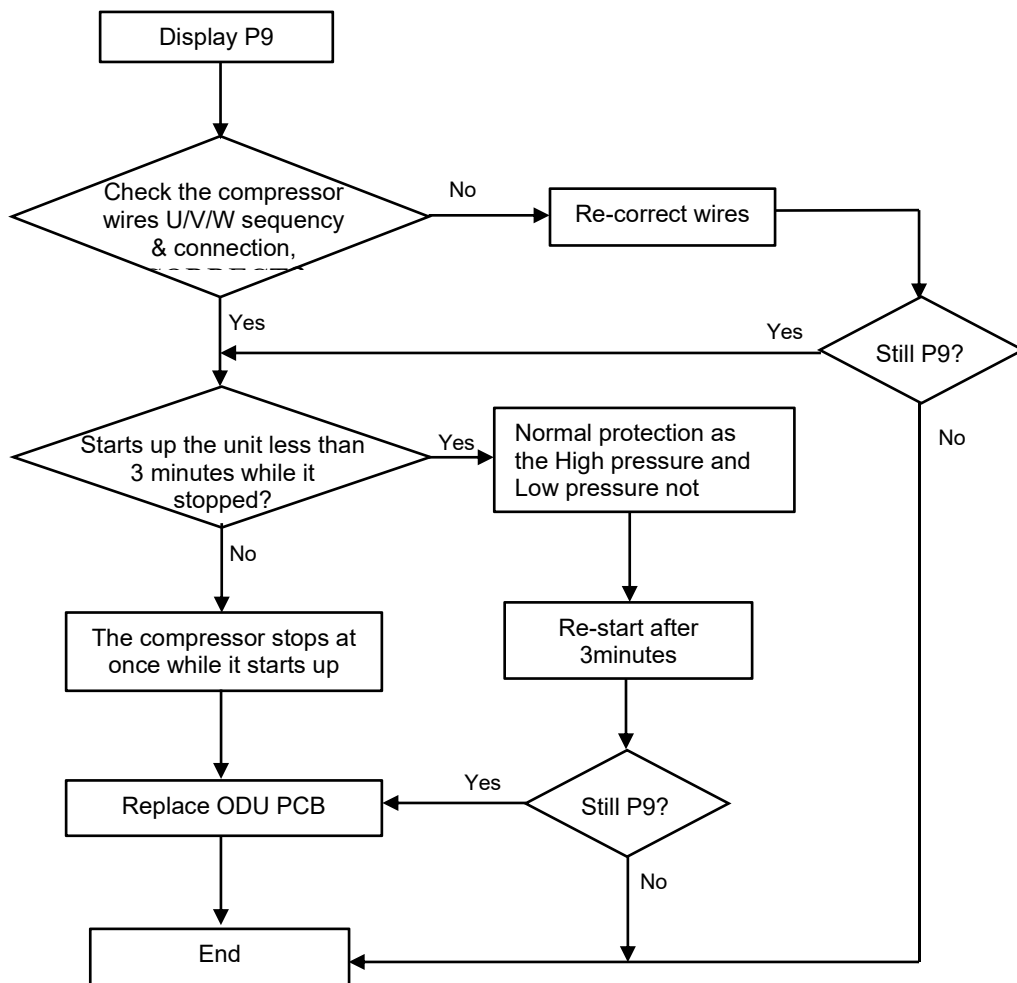 Display P9
Check the compressor
wires U/V/W sequency
& connection,
No
Re-correct wires
Yes
Yes
Still P9?
No
Starts up the unit less than
3 minutes while it
stopped?
Yes
Normal protection as
the High pressure and
Low pressure not
No
The compressor stops at
once while it starts up
Re-start after
3minutes
Yes
Replace ODU PCB
Still P9?
No
End